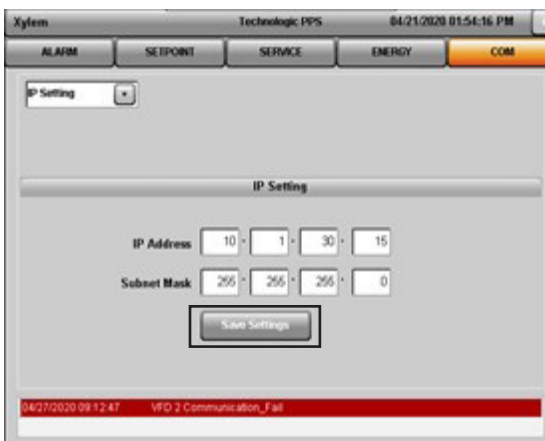 Xylem Technologic PPS 04/21/2020 01:54:16 PM
ALARM SETPOINT SERVICE ENERGY COM
IP Setting
IP Setting
IP Address 10 . 1 . 30 . 15
Subnet Mask 255 . 255 . 255 . 0
Save Settings
04/27/2020 09:12:47 VFD 2 Communication_Fail